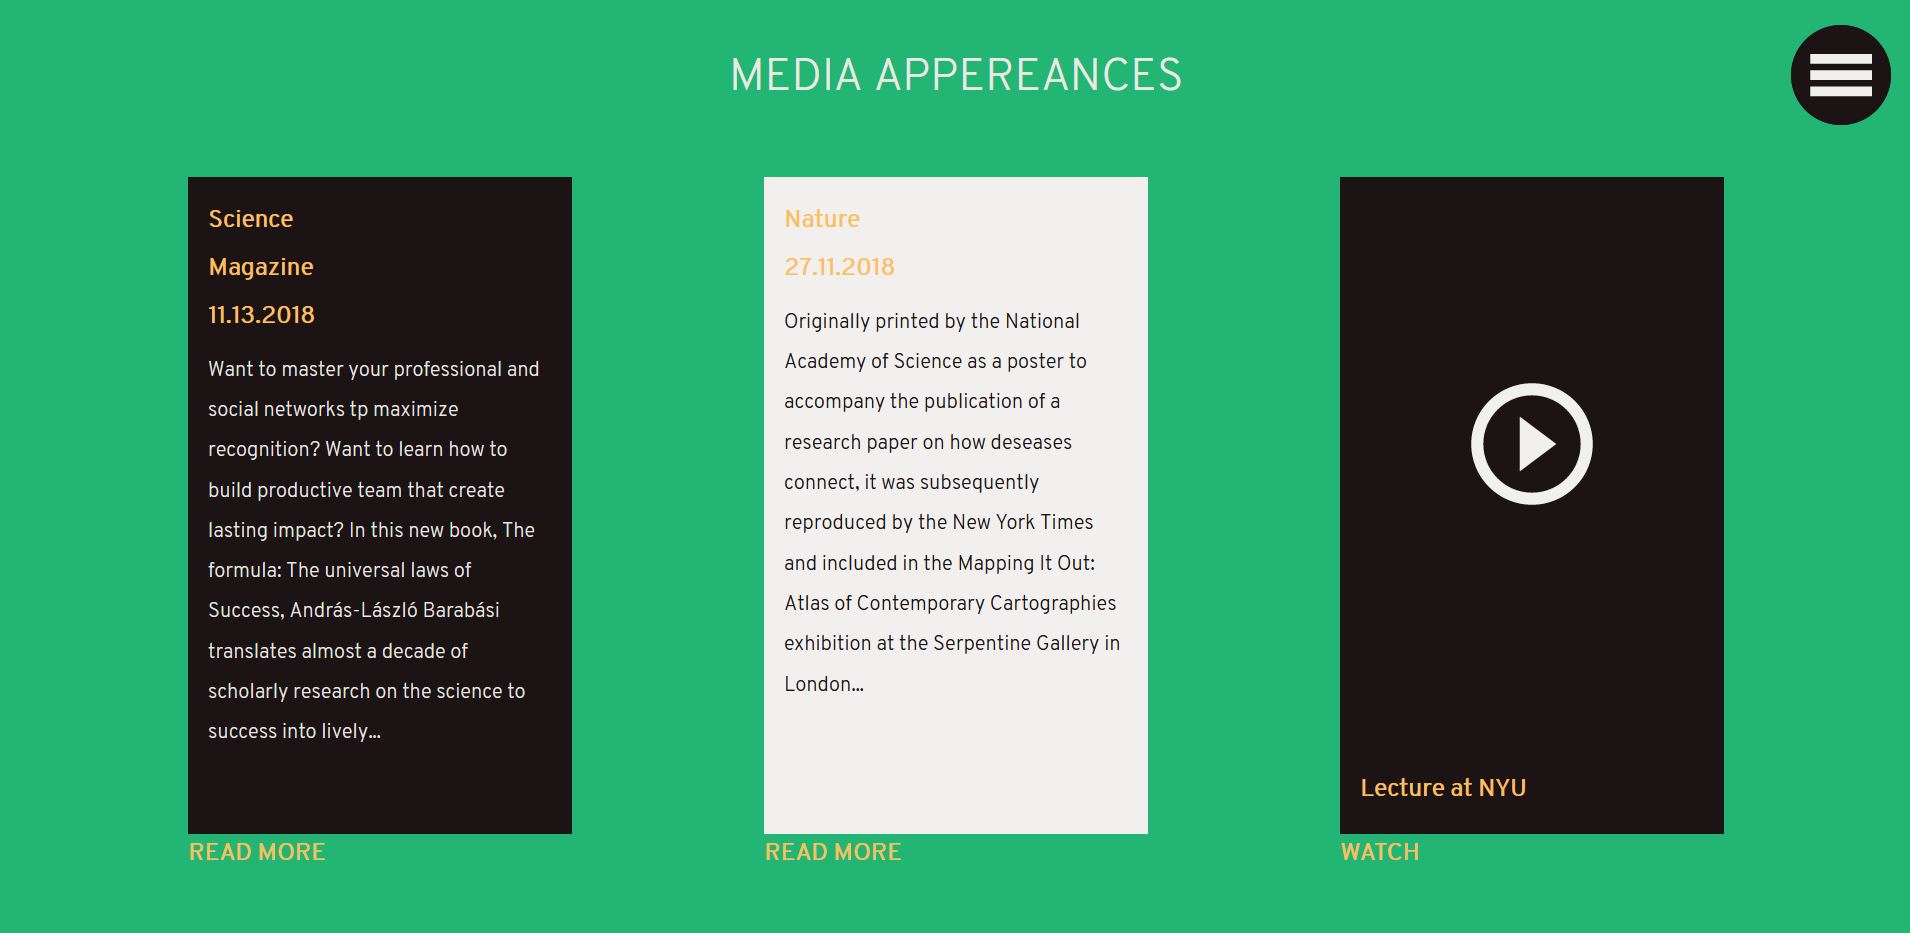 MEDIA APPEREANCES
Science
Magazine
11.13.2018
Want to master your professional and
social networks tp maximize
recognition? Want to learn how to
build productive team that create
lasting impact? In this new book, The
formula: The universal laws of
Success, András-László Barabási
translates almost a decade of
scholarly research on the science to
success into lively...
READ MORE
Nature
27.11.2018
Originally printed by the National
Academy of Science as a poster to
accompany the publication of a
research paper on how deseases
connect, it was subsequently
reproduced by the New York Times
and included in the Mapping It Out:
Atlas of Contemporary Cartographies
exhibition at the Serpentine Gallery in
London...
READ MORE
Lecture at NYU
WATCH